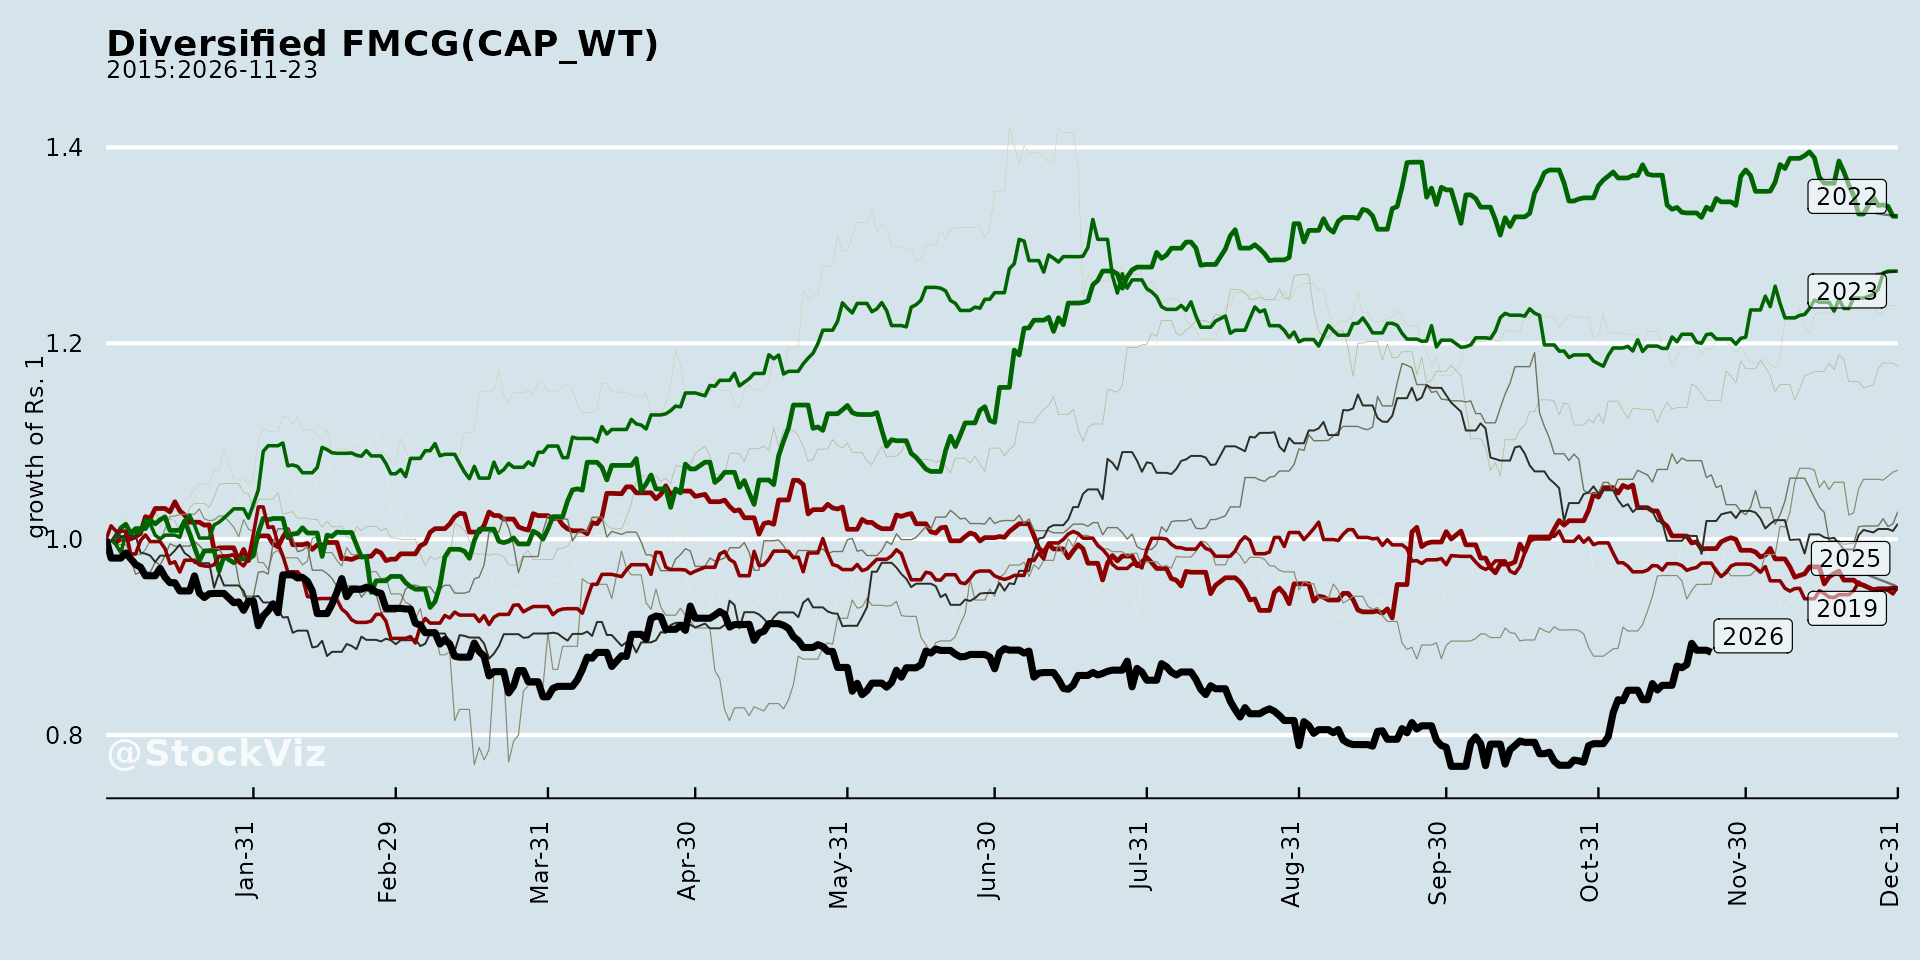 Diversified FMCG(CAP_WT)
2015:2026-11-23
growth of Rs. 1
1.4
1.2
1.0
0.8
2022
2023
2025
2019
2026
@StockViz
Jan-31
Feb-29
Mar-31
Apr-30
May-31
Jun-30
Jul-31
Aug-31
Sep-30
Oct-31
Nov-30
Dec-31